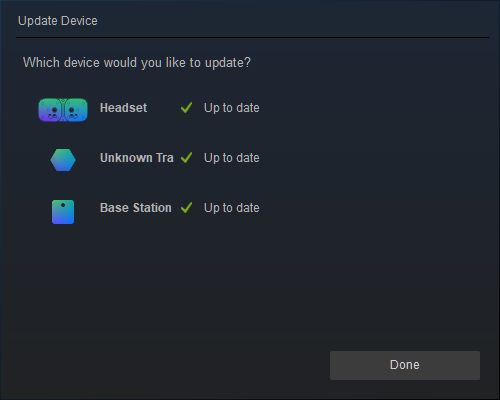 Update Device
Which device would you like to update?
Headset Up to date
Unknown Tra Up to date
Base Station Up to date
Done